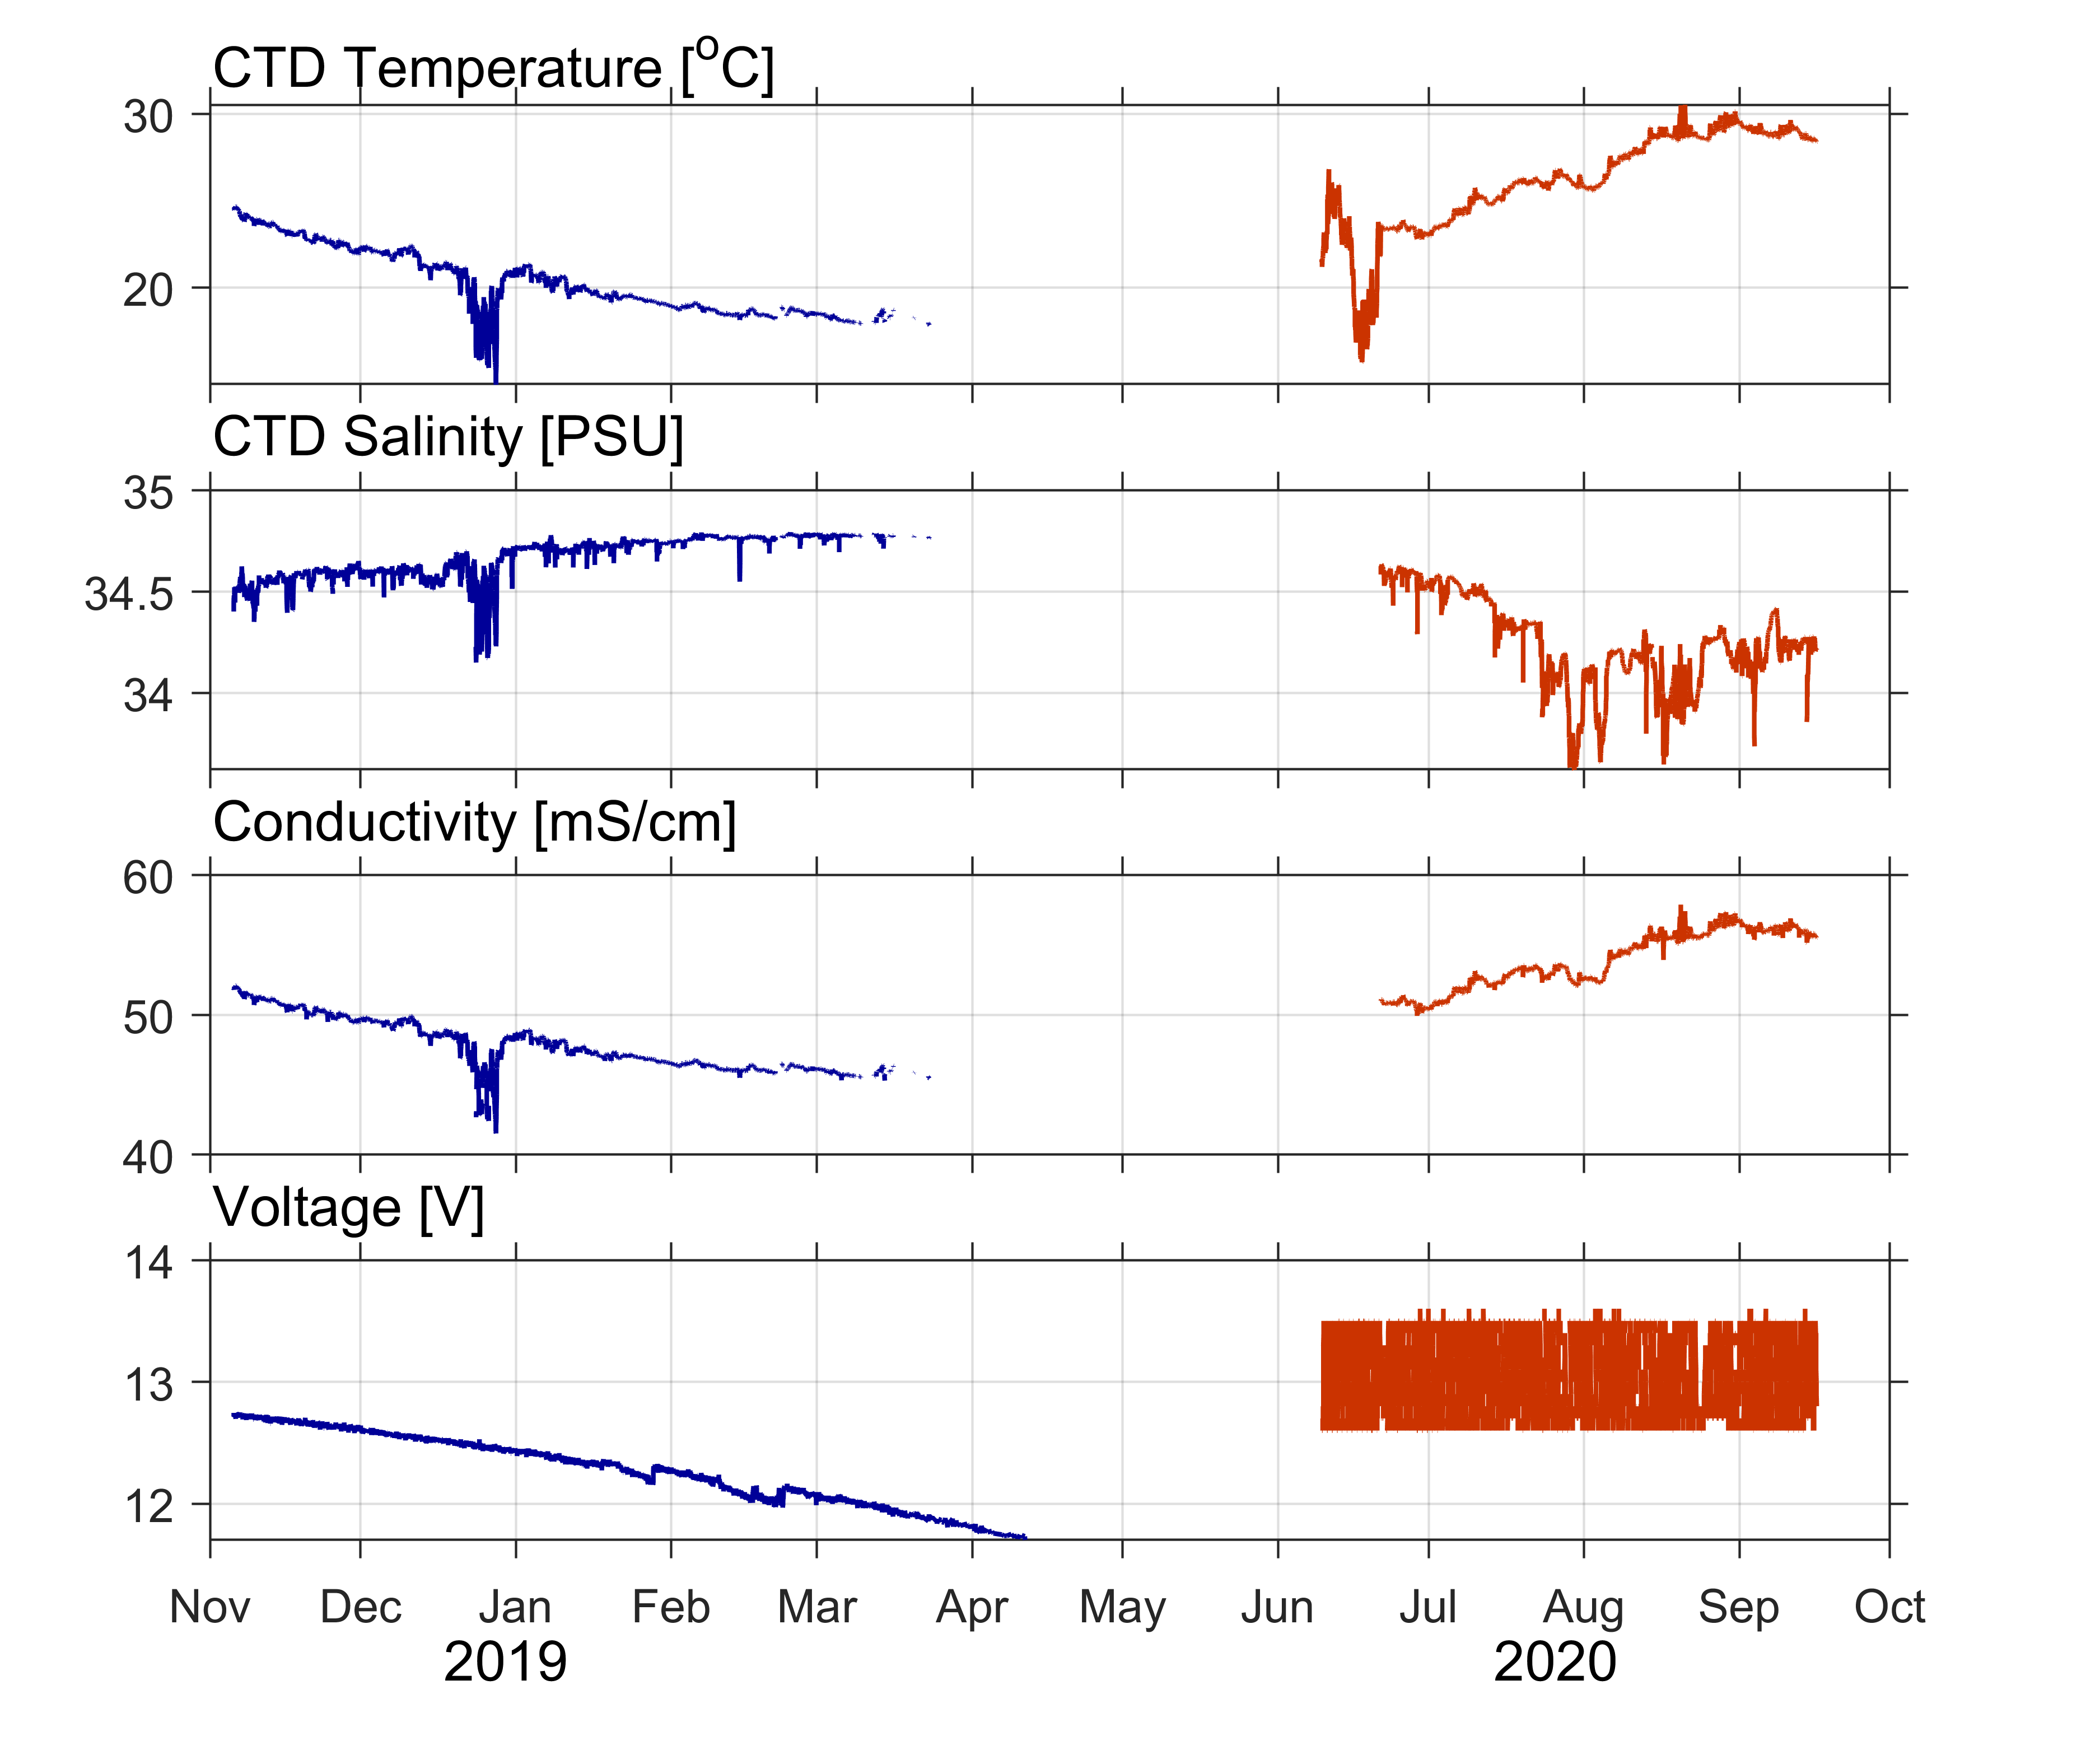 CTD Temperature [°C]
30
20
CTD Salinity [PSU]
35
34.5
34
Conductivity [mS/cm]
60
50
40
Voltage [V]
14
13
12
Nov Dec Jan Feb Mar Apr May Jun Jul Aug Sep Oct
2019 2020